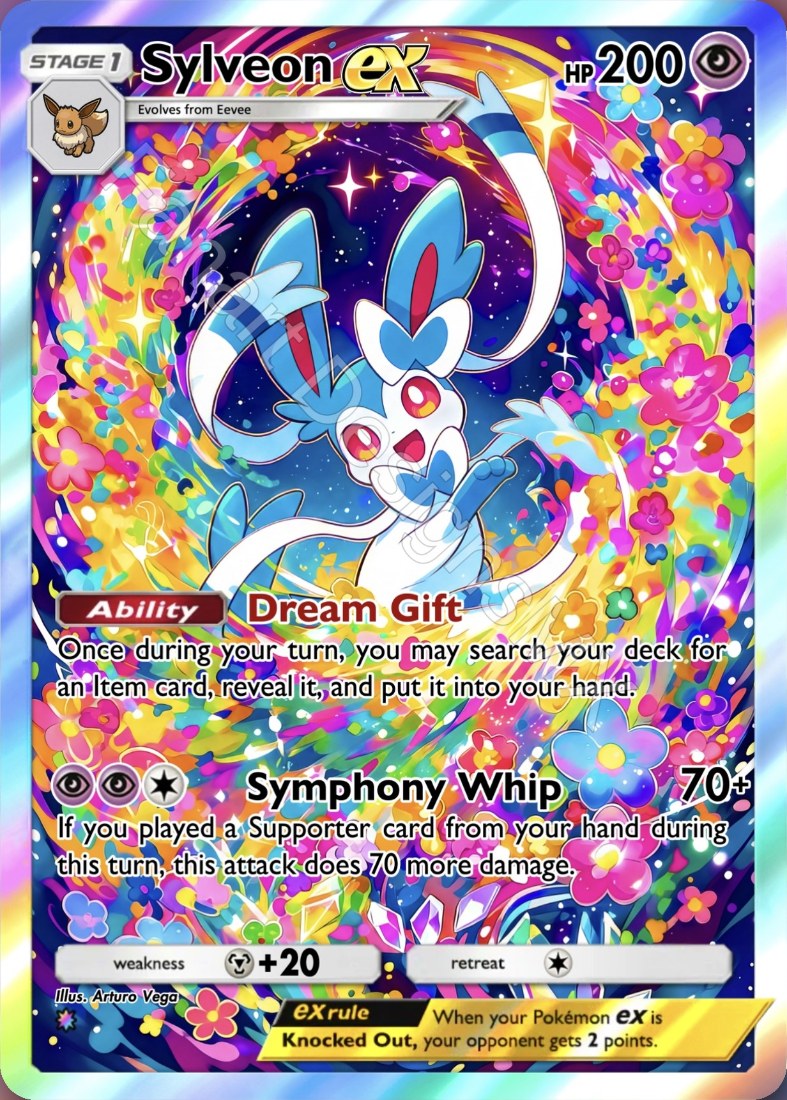 STAGE 1
Sylveon ex
HP 200
Evolves from Eevee
Ability Dream Gift
Once during your turn, you may search your deck for
an Item card, reveal it, and put it into your hand.
Symphony Whip 70+
If you played a Supporter card from your hand during
this turn, this attack does 70 more damage.
weakness +20
retreat
Illus. Arturo Vega
ex rule
When your Pokémon ex is
Knocked Out, your opponent gets 2 points.